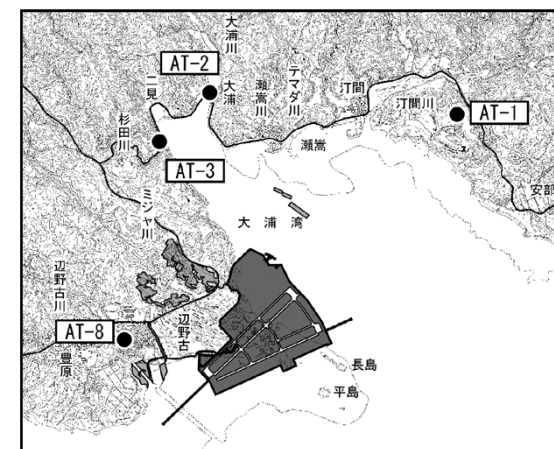 大浦川
AT-2
二見
大浦
瀬嵩川
テマダ川
汀間
汀間川
AT-1
杉田川
AT-3
瀬嵩
安部
ミジャ川
大浦湾
辺野古川
辺野古
AT-8
豊原
長島
平島